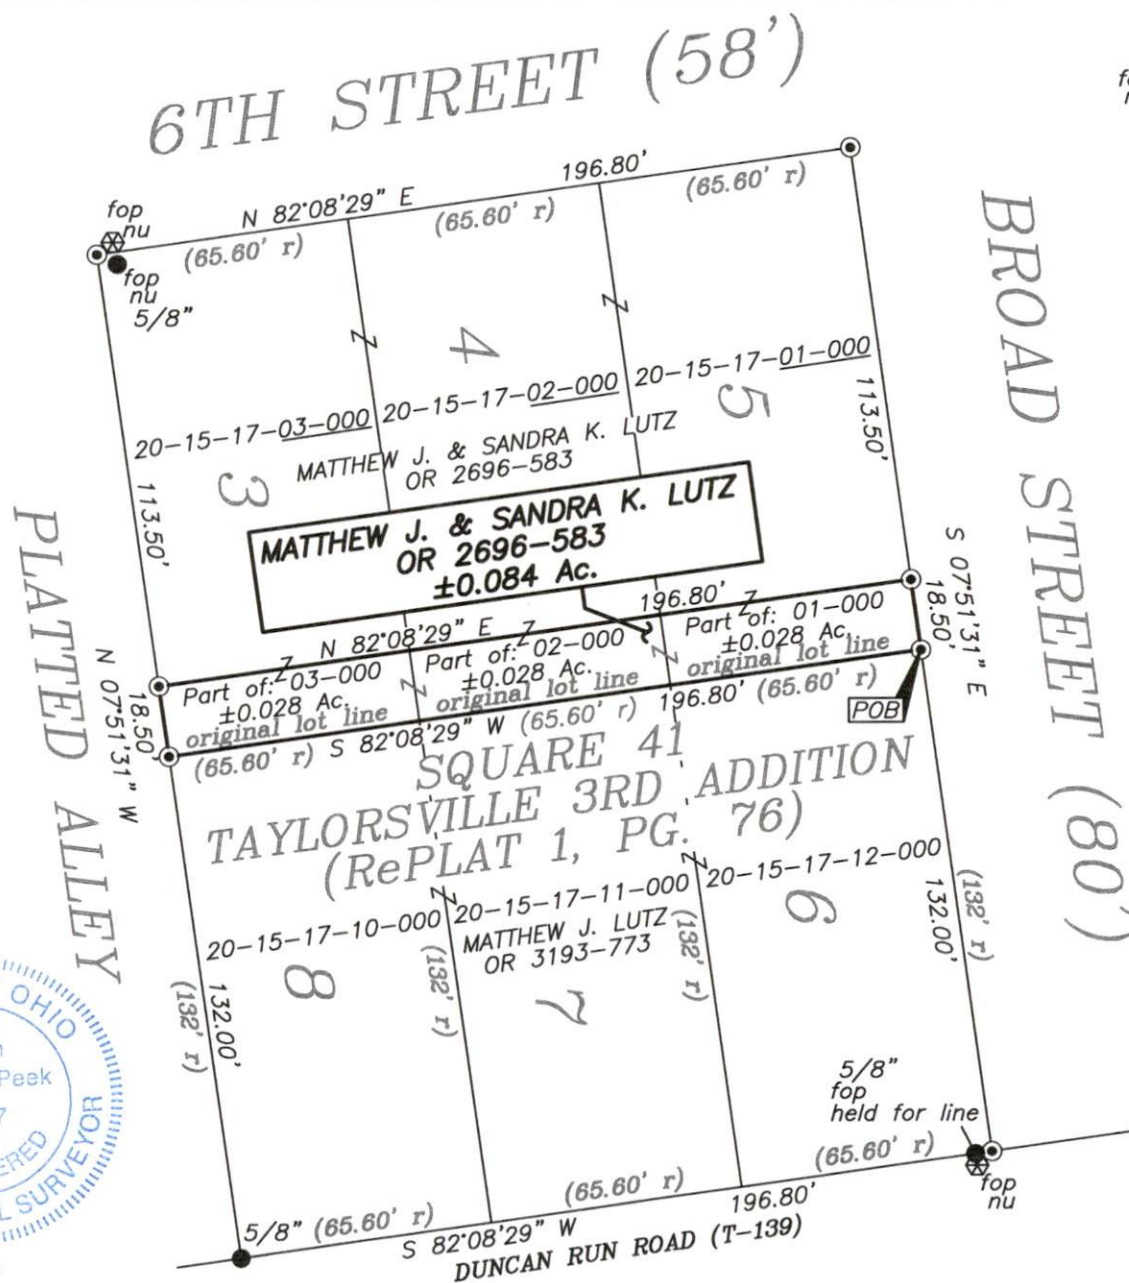 6TH STREET (58')
fop
nu
N 82°08'29" E
196.80'
(65.60' r)
(65.60' r)
(65.60' r)
fop
nu
5/8"
BROAD STREET (80')
4
5
3
20-15-17-03-000
20-15-17-02-000
20-15-17-01-000
MATTHEW J. & SANDRA K. LUTZ
OR 2696-583
113.50'
113.50'
MATTHEW J. & SANDRA K. LUTZ
OR 2696-583
±0.084 Ac.
PLATTED ALLEY
N 82°08'29" E
196.80'
S 07°51'31" E
18.50'
N 07°51'31" W
18.50'
Part of: 03-000
±0.028 Ac.
original lot line
Part of: 02-000
±0.028 Ac.
original lot line
Part of: 01-000
±0.028 Ac.
original lot line
(65.60' r)
S 82°08'29" W
(65.60' r)
196.80'
(65.60' r)
POB
SQUARE 41
TAYLORSVILLE 3RD ADDITION
(RePLAT 1, PG. 76)
20-15-17-10-000
20-15-17-11-000
20-15-17-12-000
MATTHEW J. LUTZ
OR 3193-773
8
7
6
(132' r)
132.00'
(132' r)
(132' r)
(132' r)
132.00'
OHIO
Peek
7
SURVEYOR
5/8"
fop
held for line
fop
nu
5/8"
(65.60' r)
(65.60' r)
(65.60' r)
S 82°08'29" W
196.80'
DUNCAN RUN ROAD (T-139)